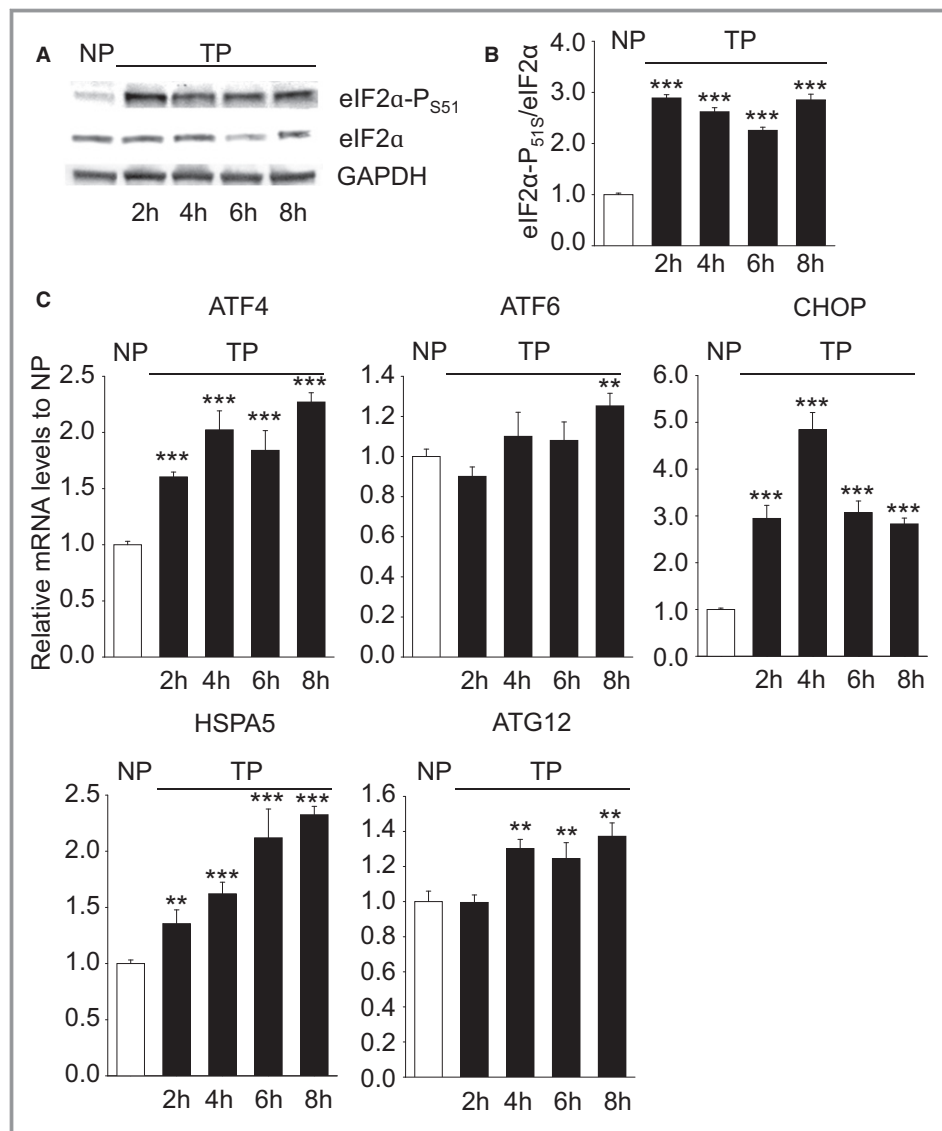 A
NP TP
eIF2ɑ-P_S51
eIF2ɑ
GAPDH
2h 4h 6h 8h
B
NP TP
eIF2α-P_51S/eIF2α
4.0
3.0
2.0
1.0
0.0
*** *** *** ***
2h 4h 6h 8h
C
ATF4
NP TP
Relative mRNA levels to NP
2.5
2.0
1.5
1.0
0.5
0.0
*** *** *** ***
2h 4h 6h 8h
ATF6
NP TP
1.4
1.2
1.0
0.8
0.6
0.4
0.2
0.0
**
2h 4h 6h 8h
CHOP
NP TP
6.0
5.0
4.0
3.0
2.0
1.0
0.0
*** *** *** ***
2h 4h 6h 8h
HSPA5
NP TP
2.5
2.0
1.5
1.0
0.5
0.0
** *** *** ***
2h 4h 6h 8h
ATG12
NP TP
1.6
1.4
1.2
1.0
0.8
0.6
0.4
0.2
0.0
** ** **
2h 4h 6h 8h